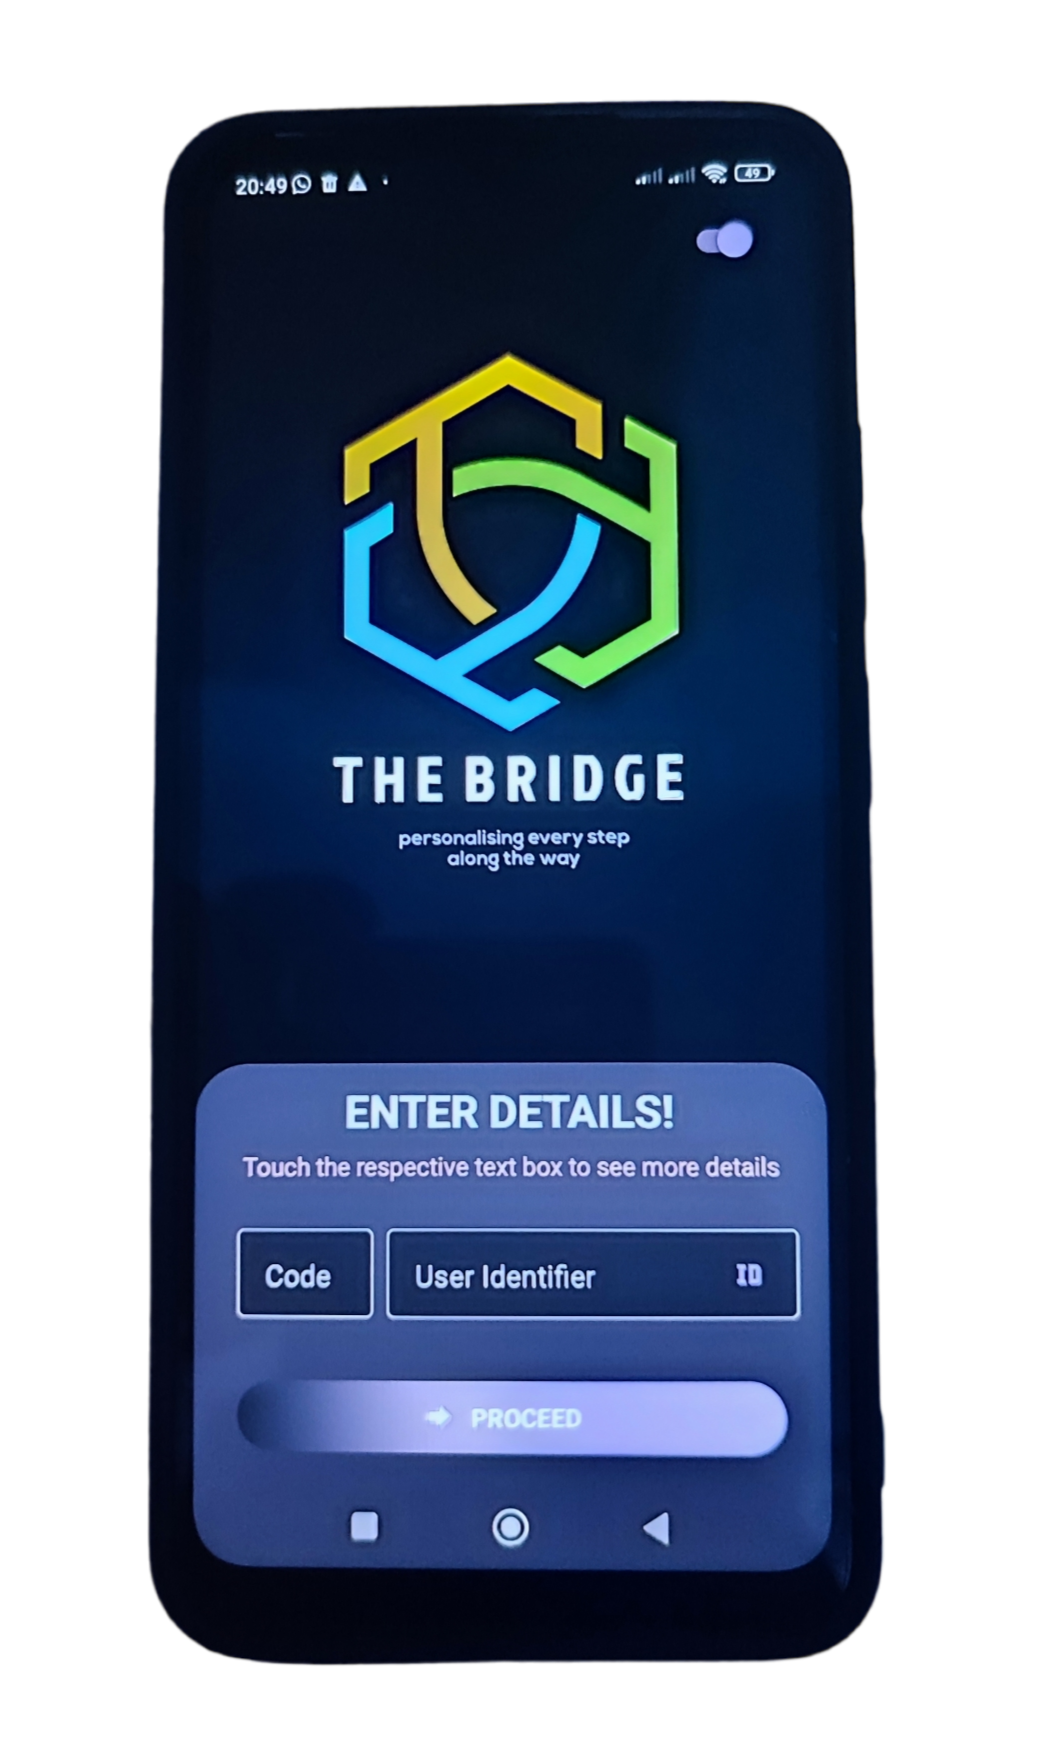 20:49
49
THE BRIDGE
personalising every step
along the way
ENTER DETAILS!
Touch the respective text box to see more details
Code
User Identifier
ID
PROCEED